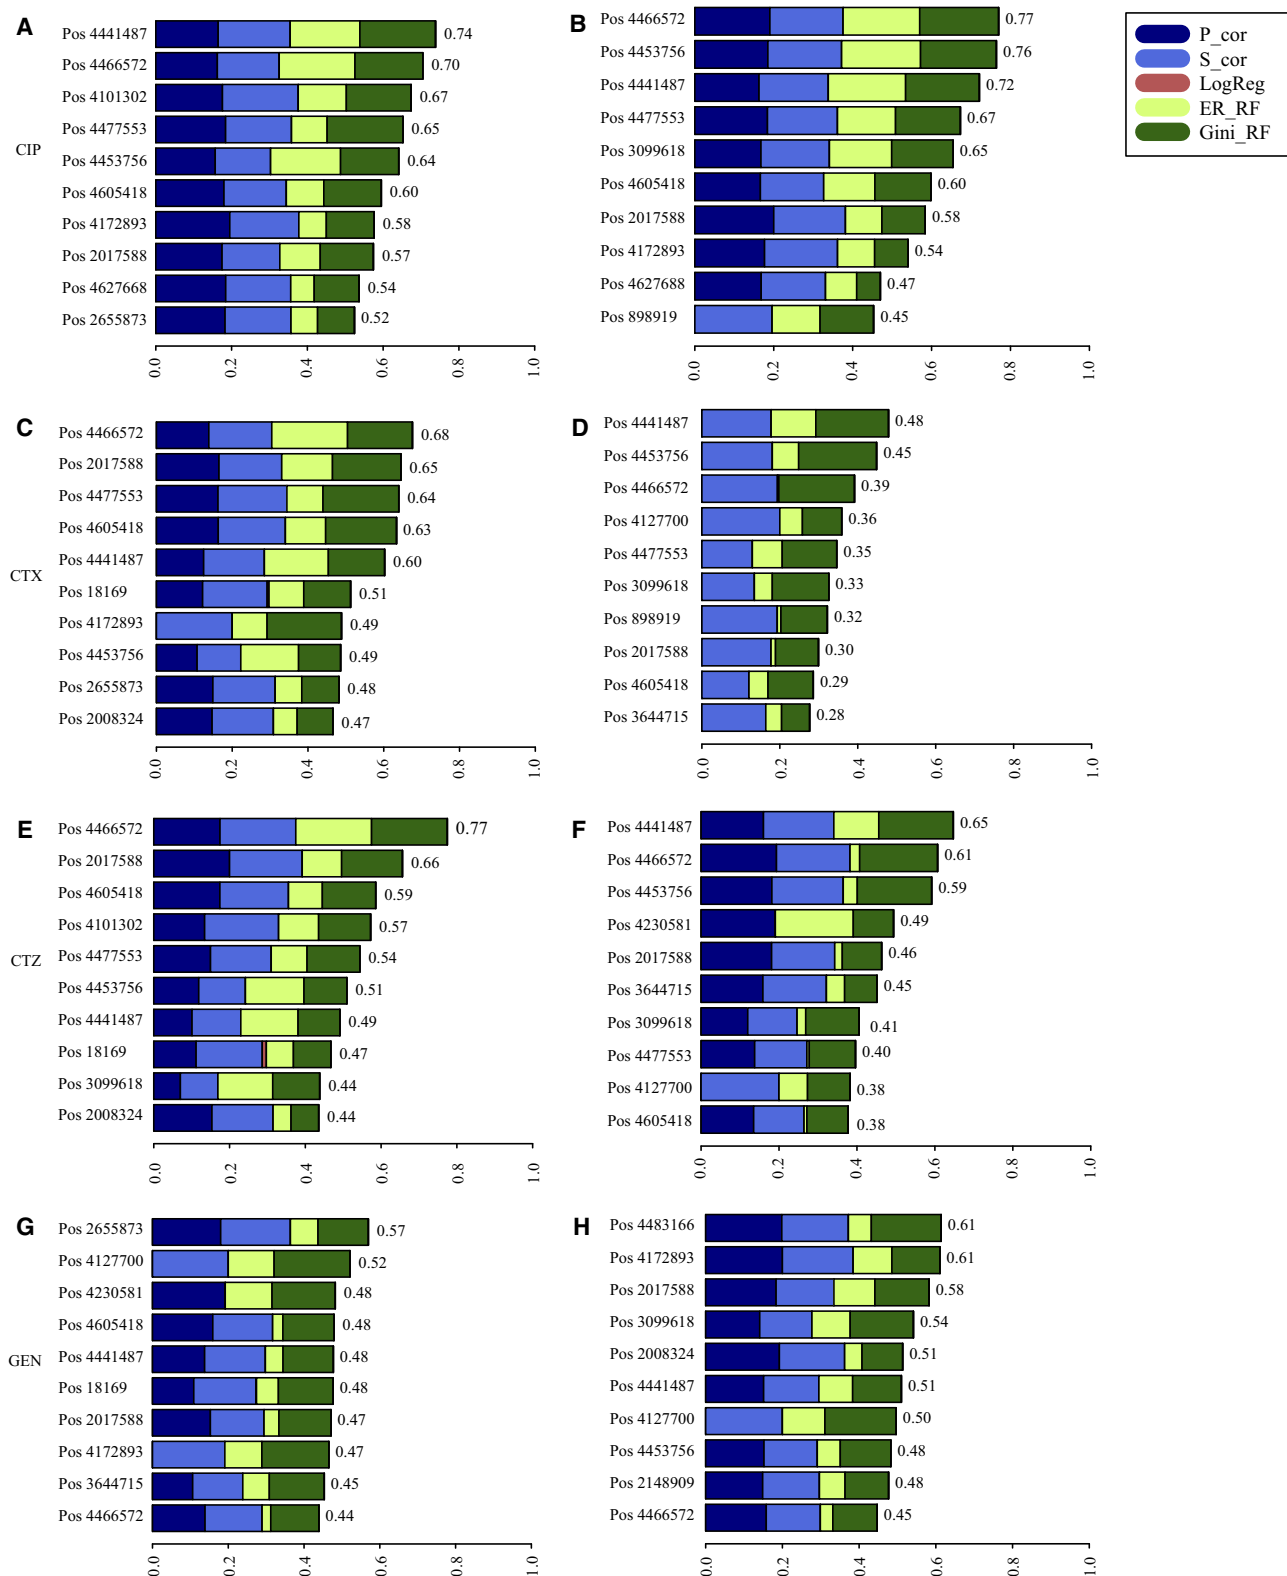 A
Pos 4441487 0.74
Pos 4466572 0.70
Pos 4101302 0.67
Pos 4477553 0.65
CIP
Pos 4453756 0.64
Pos 4605418 0.60
Pos 4172893 0.58
Pos 2017588 0.57
Pos 4627668 0.54
Pos 2655873 0.52
0.0 0.2 0.4 0.6 0.8 1.0
B
Pos 4466572 0.77
Pos 4453756 0.76
Pos 4441487 0.72
Pos 4477553 0.67
Pos 3099618 0.65
Pos 4605418 0.60
Pos 2017588 0.58
Pos 4172893 0.54
Pos 4627688 0.47
Pos 898919 0.45
0.0 0.2 0.4 0.6 0.8 1.0
P_cor
S_cor
LogReg
ER_RF
Gini_RF
C
Pos 4466572 0.68
Pos 2017588 0.65
Pos 4477553 0.64
Pos 4605418 0.63
Pos 4441487 0.60
CTX
Pos 18169 0.51
Pos 4172893 0.49
Pos 4453756 0.49
Pos 2655873 0.48
Pos 2008324 0.47
0.0 0.2 0.4 0.6 0.8 1.0
D
Pos 4441487 0.48
Pos 4453756 0.45
Pos 4466572 0.39
Pos 4127700 0.36
Pos 4477553 0.35
Pos 3099618 0.33
Pos 898919 0.32
Pos 2017588 0.30
Pos 4605418 0.29
Pos 3644715 0.28
0.0 0.2 0.4 0.6 0.8 1.0
E
Pos 4466572 0.77
Pos 2017588 0.66
Pos 4605418 0.59
Pos 4101302 0.57
Pos 4477553 0.54
CTZ
Pos 4453756 0.51
Pos 4441487 0.49
Pos 18169 0.47
Pos 3099618 0.44
Pos 2008324 0.44
0.0 0.2 0.4 0.6 0.8 1.0
F
Pos 4441487 0.65
Pos 4466572 0.61
Pos 4453756 0.59
Pos 4230581 0.49
Pos 2017588 0.46
Pos 3644715 0.45
Pos 3099618 0.41
Pos 4477553 0.40
Pos 4127700 0.38
Pos 4605418 0.38
0.0 0.2 0.4 0.6 0.8 1.0
G
Pos 2655873 0.57
Pos 4127700 0.52
Pos 4230581 0.48
Pos 4605418 0.48
Pos 4441487 0.48
GEN
Pos 18169 0.48
Pos 2017588 0.47
Pos 4172893 0.47
Pos 3644715 0.45
Pos 4466572 0.44
0.0 0.2 0.4 0.6 0.8 1.0
H
Pos 4483166 0.61
Pos 4172893 0.61
Pos 2017588 0.58
Pos 3099618 0.54
Pos 2008324 0.51
Pos 4441487 0.51
Pos 4127700 0.50
Pos 4453756 0.48
Pos 2148909 0.48
Pos 4466572 0.45
0.0 0.2 0.4 0.6 0.8 1.0